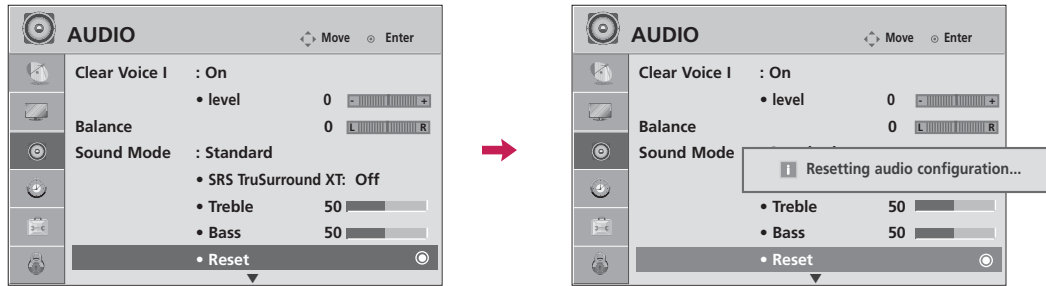 AUDIO Move Enter
Clear Voice I : On
• level 0 - +
Balance 0 L R
Sound Mode : Standard
• SRS TruSurround XT: Off
• Treble 50
• Bass 50
• Reset
AUDIO Move Enter
Clear Voice I : On
• level 0 - +
Balance 0 L R
Sound Mode
i Resetting audio configuration...
• Treble 50
• Bass 50
• Reset